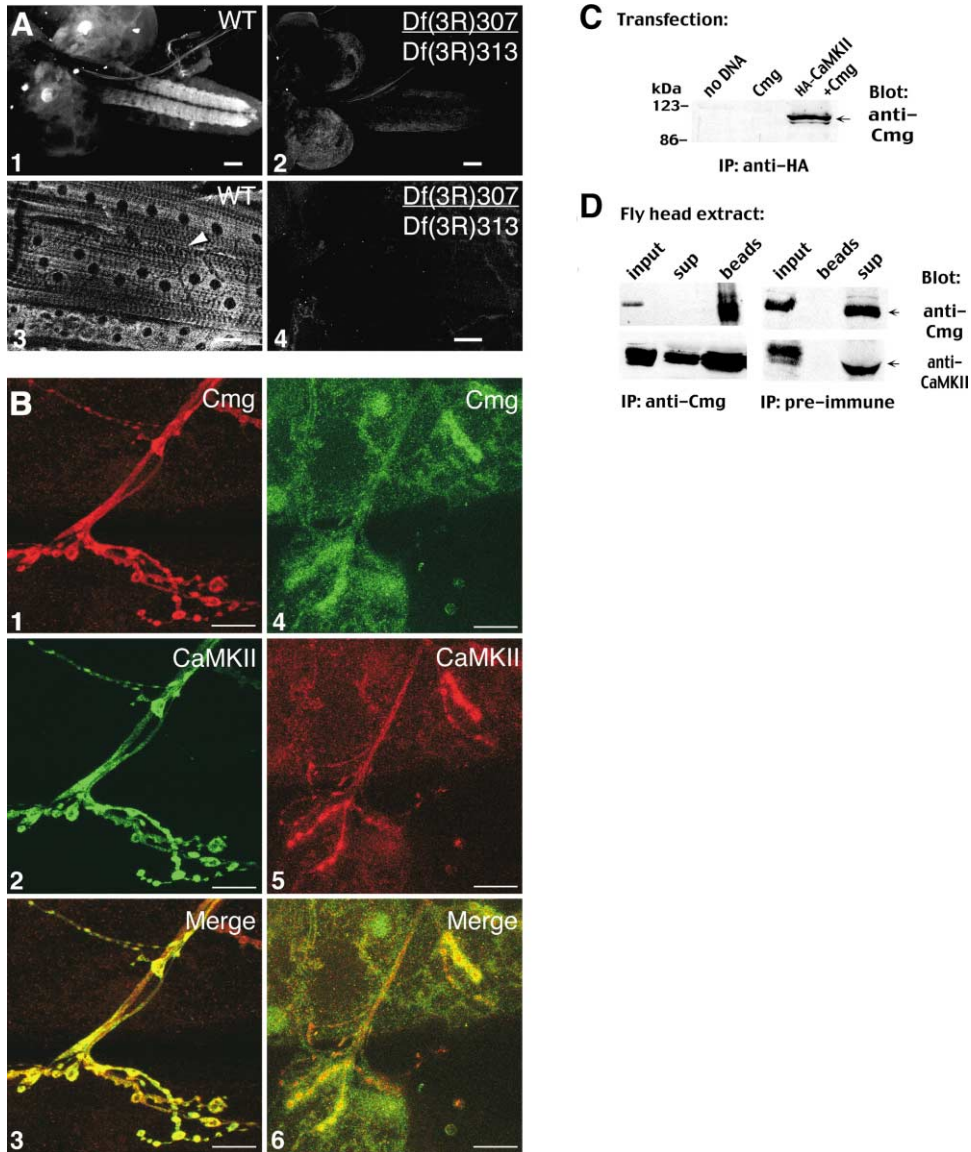 A
WT
1
Df(3R)307
Df(3R)313
2
WT
3
Df(3R)307
Df(3R)313
4
B
Cmg
1
Cmg
4
CaMKII
2
CaMKII
5
Merge
3
Merge
6
C Transfection:
kDa
123–
86–
no DNA
Cmg
HA-CaMKII
+Cmg
Blot:
anti–
Cmg
IP: anti-HA
D Fly head extract:
input
sup
beads
input
beads
sup
Blot:
anti–
Cmg
anti–
CaMKII
IP: anti-Cmg
IP: pre-immune